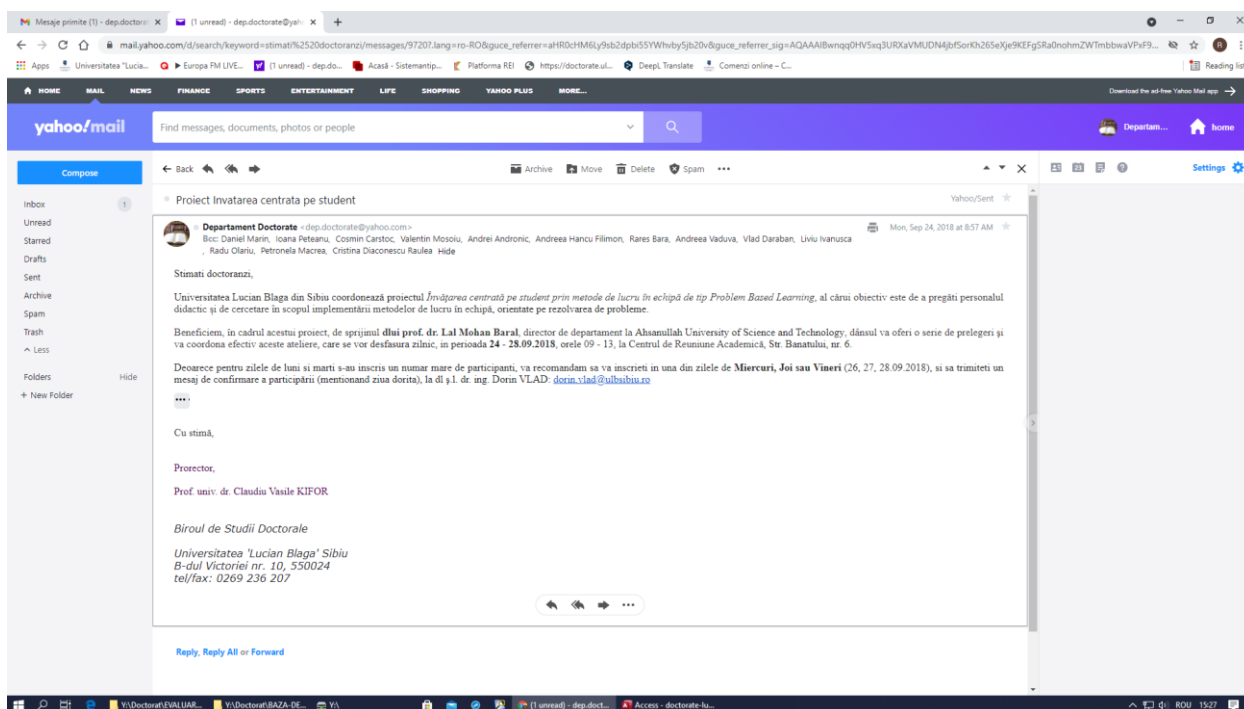 Mesaje primite (1) - dep.doctorat
(1 unread) - dep.doctorate@yaho
mail.yahoo.com/d/search/keyword=stimati%2520doctoranzi/messages/9720?.lang=ro-RO&guce_referrer=
Apps Universitatea "Lucia... Europa FM LIVE... (1 unread) - dep.do... Acasă - Sistemantip... Platforma REI https://doctorate.ul... DeepL Translate Comenzi online – C... Reading list
HOME MAIL NEWS FINANCE SPORTS ENTERTAINMENT LIFE SHOPPING YAHOO PLUS MORE... Download the ad-free Yahoo Mail app
yahoo!mail Find messages, documents, photos or people Departam... home
Compose Back Archive Move Delete Spam ••• 23 Settings
Inbox 1
Unread
Starred
Drafts
Sent
Archive
Spam
Trash
Less
Folders Hide
+ New Folder
Proiect Invatarea centrata pe student Yahoo/Sent
Departament Doctorate <dep.doctorate@yahoo.com> Mon, Sep 24, 2018 at 8:57 AM
Bcc: Daniel Marin, Ioana Peteanu, Cosmin Carstoc, Valentin Mosoiu, Andrei Andronic, Andreea Hancu Filimon, Rares Bara, Andreea Vaduva, Vlad Daraban, Liviu Ivanusca
, Radu Olariu, Petronela Macrea, Cristina Diaconescu Raulea Hide
Stimati doctoranzi,
Universitatea Lucian Blaga din Sibiu coordonează proiectul Învățarea centrată pe student prin metode de lucru în echipă de tip Problem Based Learning, al cărui obiectiv este de a pregăti personalul
didactic și de cercetare în scopul implementării metodelor de lucru în echipă, orientate pe rezolvarea de probleme.
Beneficiem, în cadrul acestui proiect, de sprijinul dlui prof. dr. Lal Mohan Baral, director de departament la Ahsanullah University of Science and Technology, dânsul va oferi o serie de prelegeri și
va coordona efectiv aceste ateliere, care se vor desfasura zilnic, in perioada 24 - 28.09.2018, orele 09 - 13, la Centrul de Reuniune Academică, Str. Banatului, nr. 6.
Deoarece pentru zilele de luni si marti s-au inscris un numar mare de participanti, va recomandam sa va inscrieti in una din zilele de Miercuri, Joi sau Vineri (26, 27, 28.09.2018), si sa trimiteti un
mesaj de confirmare a participării (mentionand ziua dorita), la dl ș.l. dr. ing. Dorin VLAD: dorin.vlad@ulbsibiu.ro
•••
Cu stimă,
Prorector,
Prof. univ. dr. Claudiu Vasile KIFOR
Biroul de Studii Doctorale
Universitatea 'Lucian Blaga' Sibiu
B-dul Victoriei nr. 10, 550024
tel/fax: 0269 236 207
•••
Reply, Reply All or Forward
Y:\Doctorat\EVALUAR... Y:\Doctorat\BAZA-DE... Y:\ (1 unread) - dep.doct... Access - doctorate-lu... ROU 15:27